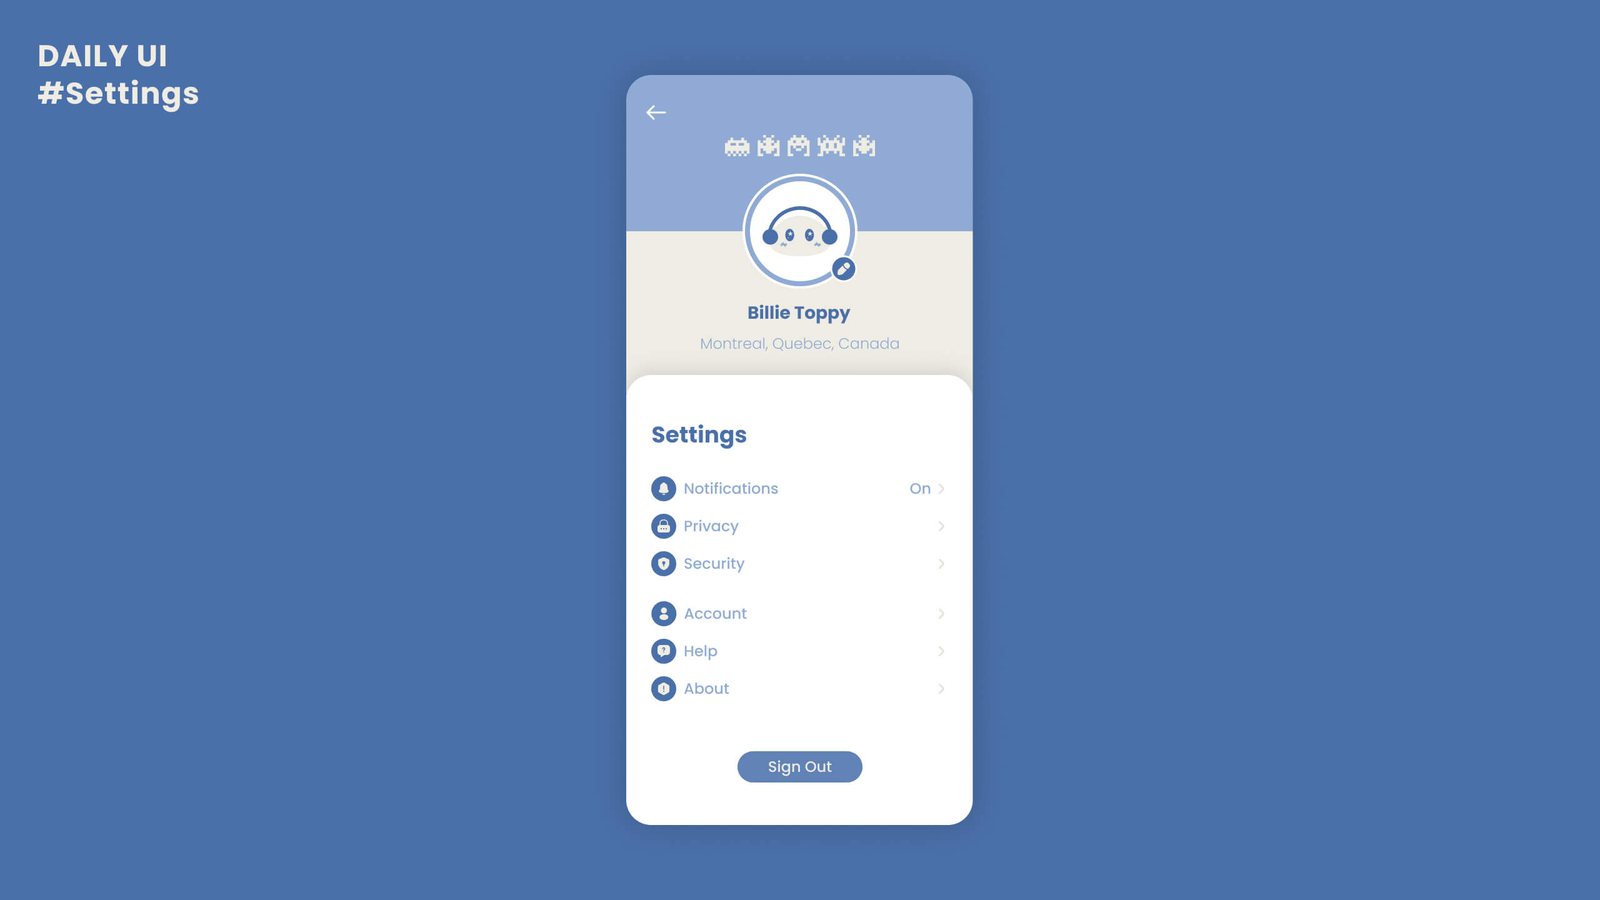 DAILY UI
#Settings
Billie Toppy
Montreal, Quebec, Canada
Settings
Notifications On
Privacy
Security
Account
Help
About
Sign Out